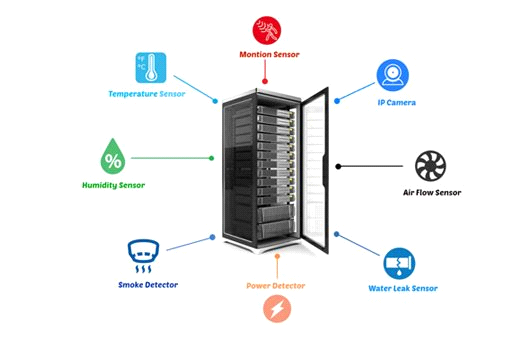 Montion Sensor
°F
°C
Temperature Sensor
IP Camera
%
Humidity Sensor
Air Flow Sensor
Smoke Detector
Power Detector
Water Leak Sensor